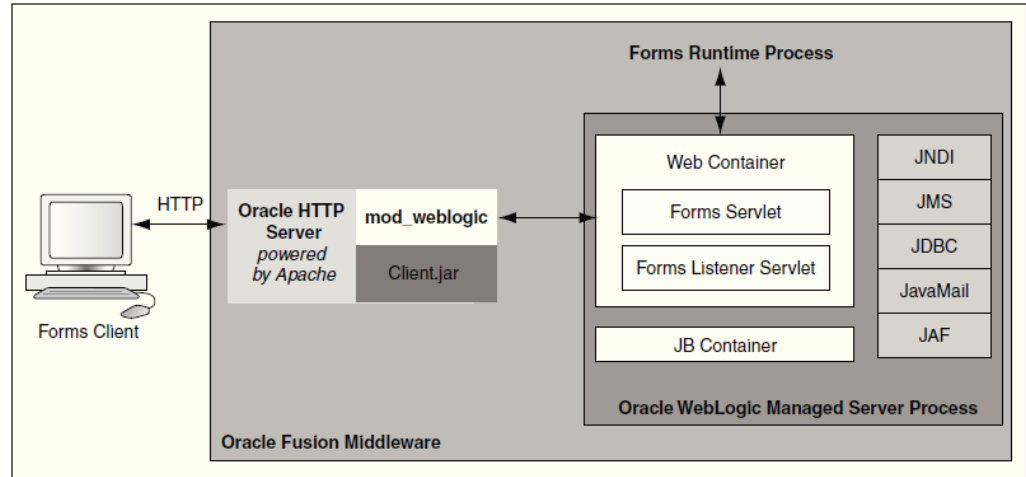 Forms Runtime Process
Web Container
JNDI
Forms Servlet
JMS
HTTP
Oracle HTTP
Server
powered
by Apache
mod_weblogic
Client.jar
JDBC
Forms Listener Servlet
JavaMail
Forms Client
JB Container
JAF
Oracle WebLogic Managed Server Process
Oracle Fusion Middleware